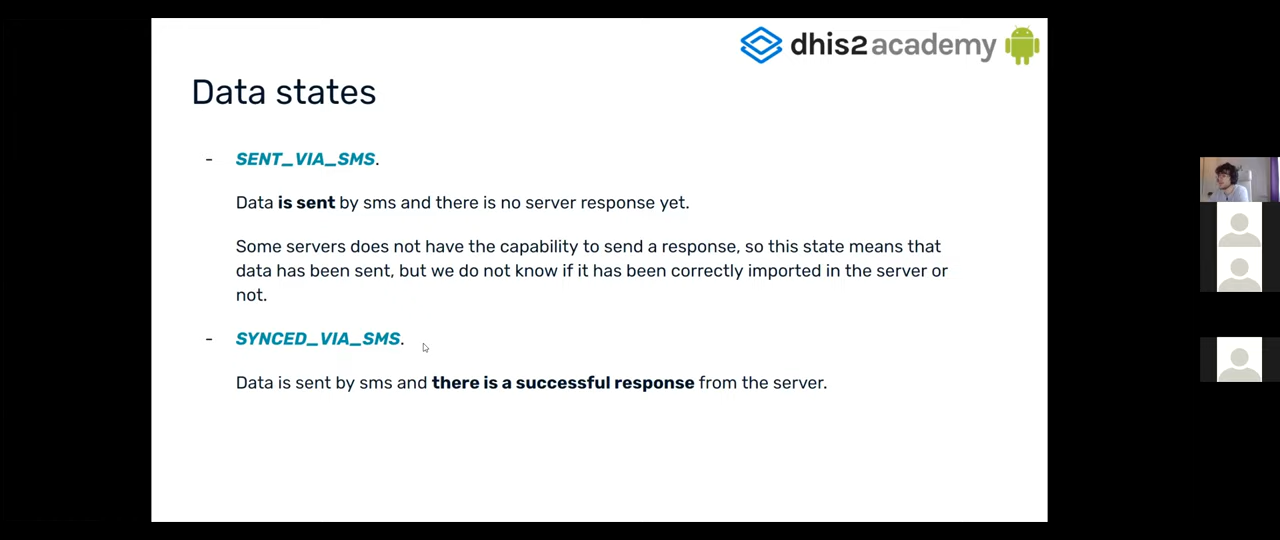 dhis2 academy
Data states
- SENT_VIA_SMS.
Data is sent by sms and there is no server response yet.
Some servers does not have the capability to send a response, so this state means that
data has been sent, but we do not know if it has been correctly imported in the server or
not.
- SYNCED_VIA_SMS.
Data is sent by sms and there is a successful response from the server.